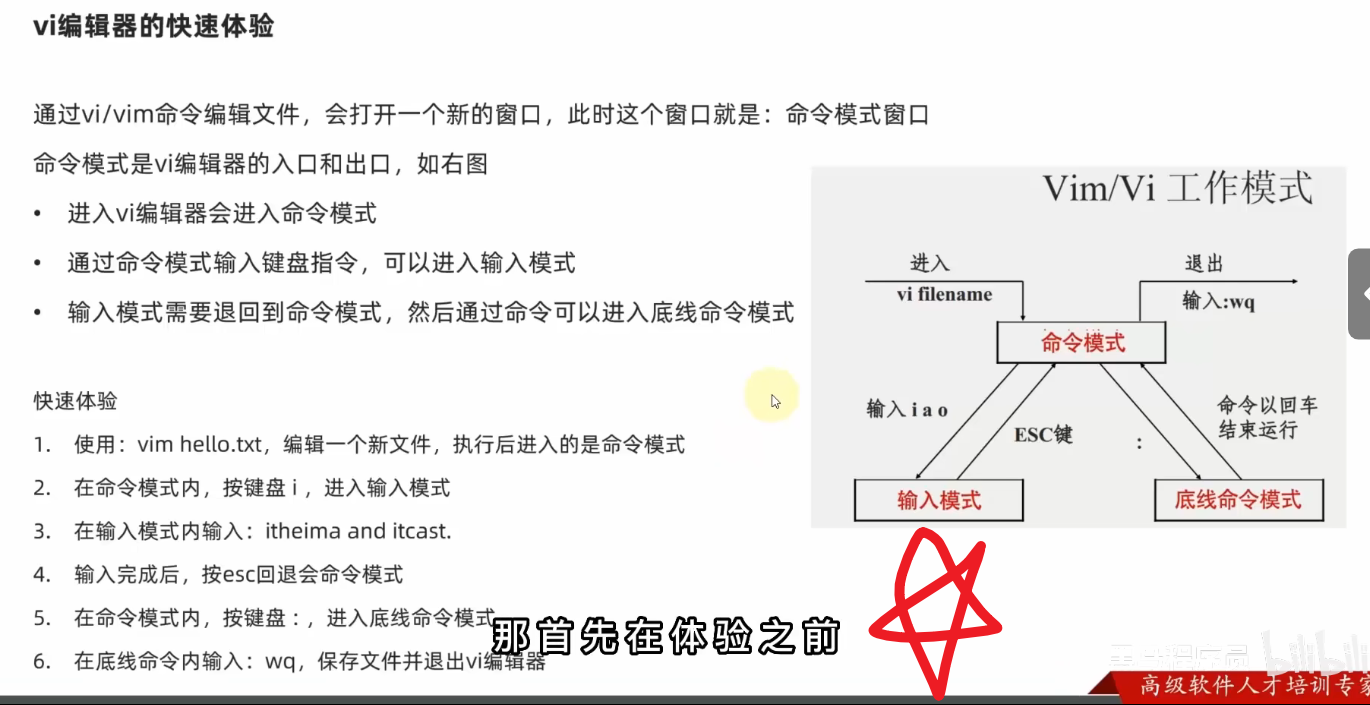 vi编辑器的快速体验
通过vi/vim命令编辑文件，会打开一个新的窗口，此时这个窗口就是：命令模式窗口
命令模式是vi编辑器的入口和出口，如右图
• 进入vi编辑器会进入命令模式
• 通过命令模式输入键盘指令，可以进入输入模式
• 输入模式需要退回到命令模式，然后通过命令可以进入底线命令模式
快速体验
1. 使用：vim hello.txt，编辑一个新文件，执行后进入的是命令模式
2. 在命令模式内，按键盘 i ，进入输入模式
3. 在输入模式内输入：itheima and itcast.
4. 输入完成后，按esc回退会命令模式
5. 在命令模式内，按键盘 : ，进入底线命令模式
6. 在底线命令内输入：wq，保存文件并退出vi编辑器
Vim/Vi 工作模式
进入
vi filename
退出
输入:wq
命令模式
输入 i a o
ESC键
:
命令以回车
结束运行
输入模式
底线命令模式
那首先在体验之前
bilibili
高级软件人才培训专家